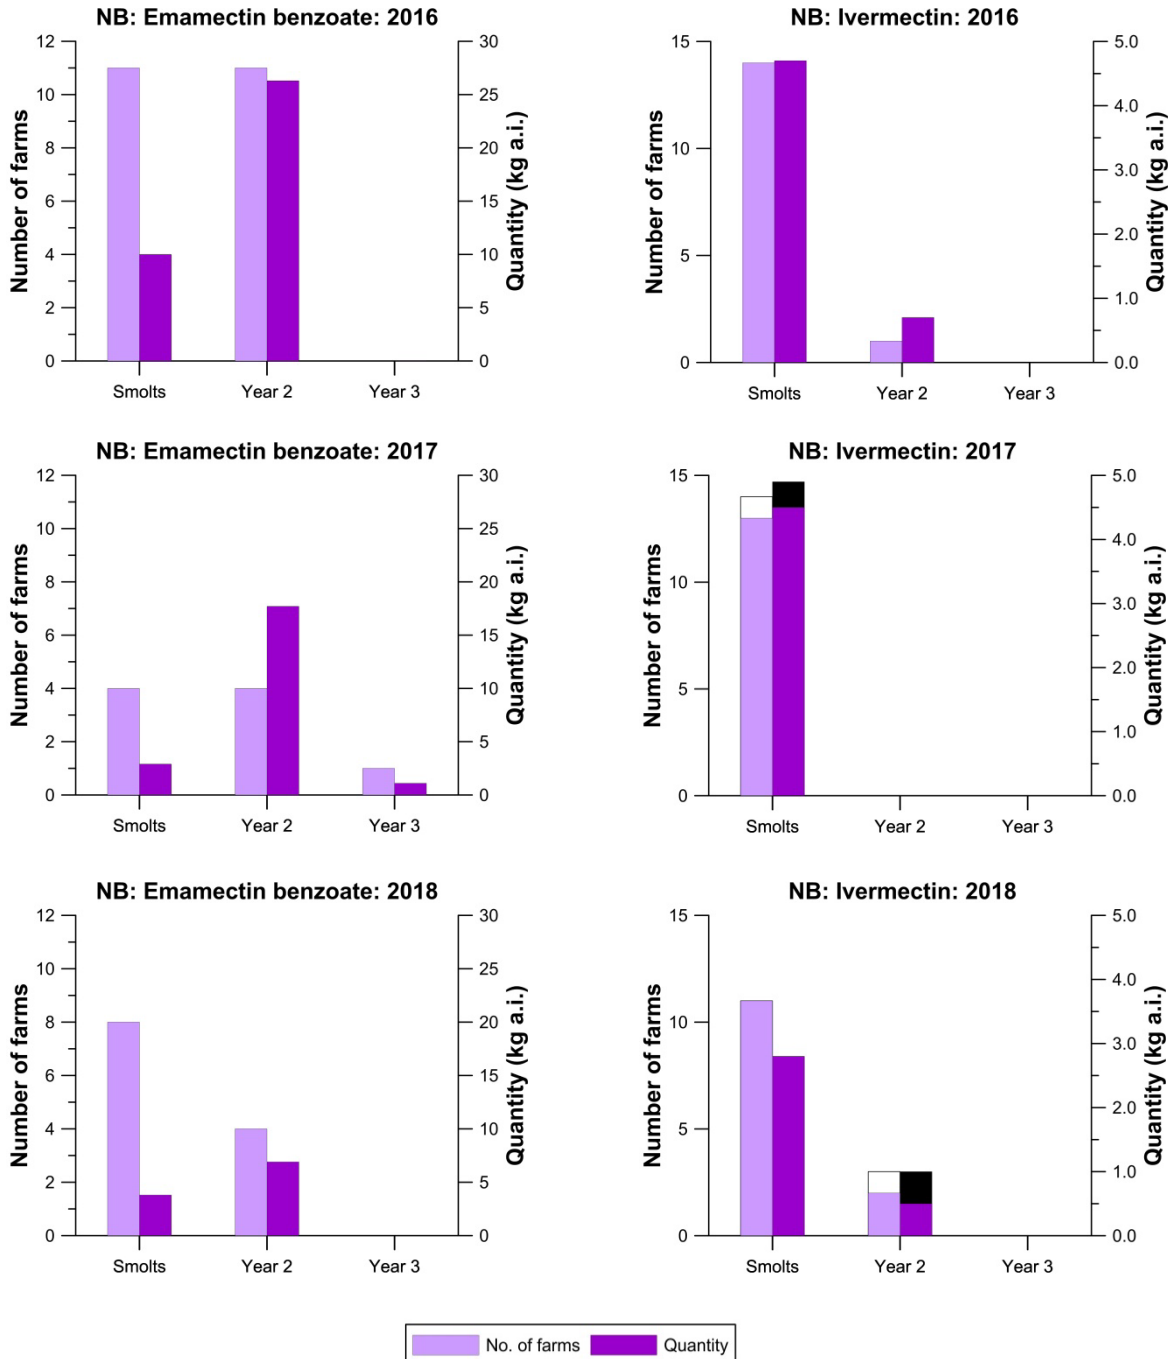 NB: Emamectin benzoate: 2016
Number of farms
12
10
8
6
4
2
0
30
25
20
15
10
5
0
Quantity (kg a.i.)
Smolts Year 2 Year 3
NB: Ivermectin: 2016
Number of farms
15
10
5
0
5.0
4.0
3.0
2.0
1.0
0.0
Quantity (kg a.i.)
Smolts Year 2 Year 3
NB: Emamectin benzoate: 2017
Number of farms
12
10
8
6
4
2
0
30
25
20
15
10
5
0
Quantity (kg a.i.)
Smolts Year 2 Year 3
NB: Ivermectin: 2017
Number of farms
15
10
5
0
5.0
4.0
3.0
2.0
1.0
0.0
Quantity (kg a.i.)
Smolts Year 2 Year 3
NB: Emamectin benzoate: 2018
Number of farms
12
10
8
6
4
2
0
30
25
20
15
10
5
0
Quantity (kg a.i.)
Smolts Year 2 Year 3
NB: Ivermectin: 2018
Number of farms
15
10
5
0
5.0
4.0
3.0
2.0
1.0
0.0
Quantity (kg a.i.)
Smolts Year 2 Year 3
No. of farms Quantity